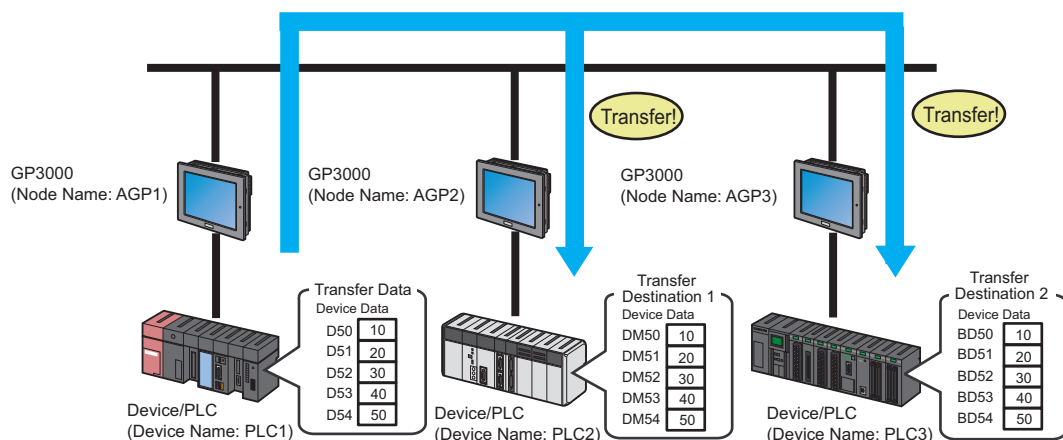 Transfer!
Transfer!
GP3000
(Node Name: AGP1)
GP3000
(Node Name: AGP2)
GP3000
(Node Name: AGP3)
Transfer Data
Device Data
D50 10
D51 20
D52 30
D53 40
D54 50
Device/PLC
(Device Name: PLC1)
Transfer
Destination 1
Device Data
DM50 10
DM51 20
DM52 30
DM53 40
DM54 50
Device/PLC
(Device Name: PLC2)
Transfer
Destination 2
Device Data
BD50 10
BD51 20
BD52 30
BD53 40
BD54 50
Device/PLC
(Device Name: PLC3)